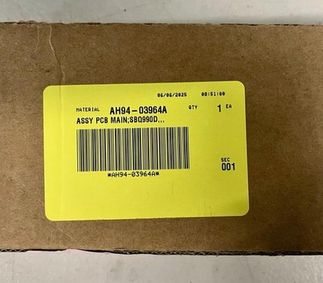 06/06/2025 08:51:00
MATERIAL AH94-03964A QTY 1 EA
ASSY PCB MAIN;SBQ990D...
SEC
001
*AH94-03964A*